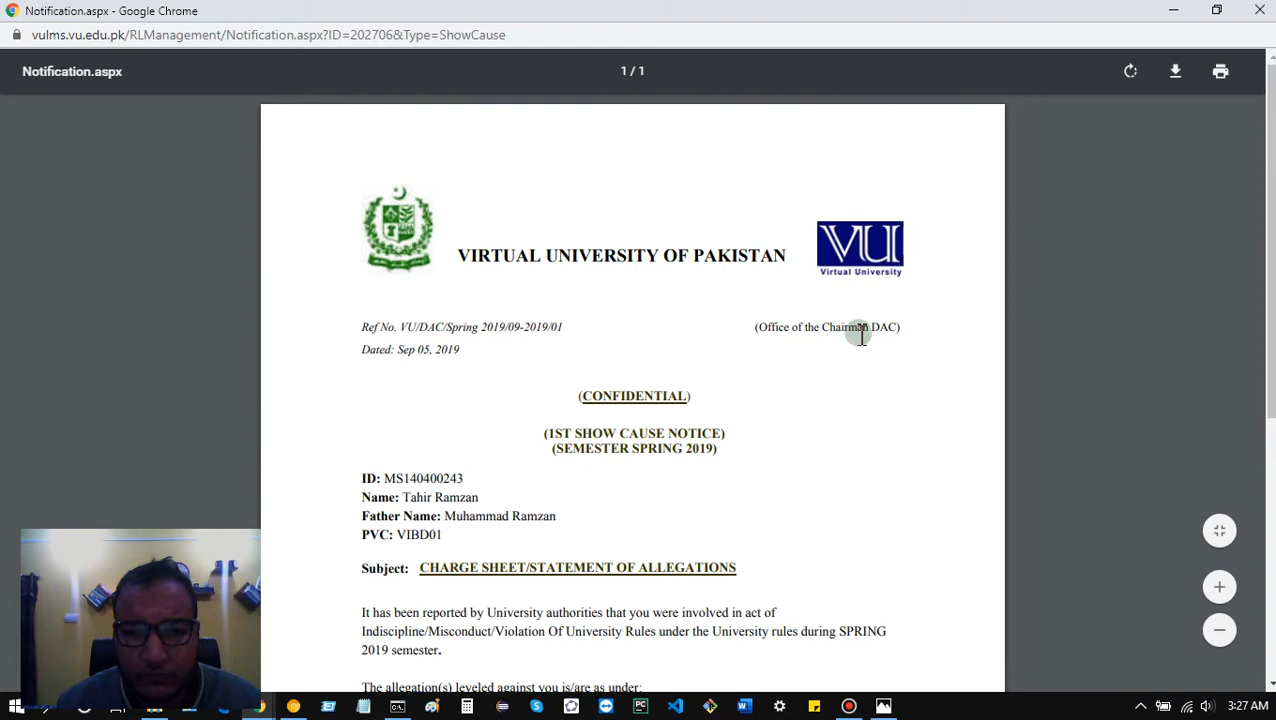 Notification.aspx - Google Chrome
vulms.vu.edu.pk/RLManagement/Notification.aspx?ID=202706&Type=ShowCause
Notification.aspx
1 / 1
VIRTUAL UNIVERSITY OF PAKISTAN
VU
Virtual University
Ref No. VU/DAC/Spring 2019/09-2019/01
(Office of the Chairman DAC)
Dated: Sep 05, 2019
(CONFIDENTIAL)
(1ST SHOW CAUSE NOTICE)
(SEMESTER SPRING 2019)
ID: MS140400243
Name: Tahir Ramzan
Father Name: Muhammad Ramzan
PVC: VIBD01
Subject: CHARGE SHEET/STATEMENT OF ALLEGATIONS
It has been reported by University authorities that you were involved in act of
Indiscipline/Misconduct/Violation Of University Rules under the University rules during SPRING
2019 semester.
The allegation(s) leveled against you is/are as under:
3:27 AM